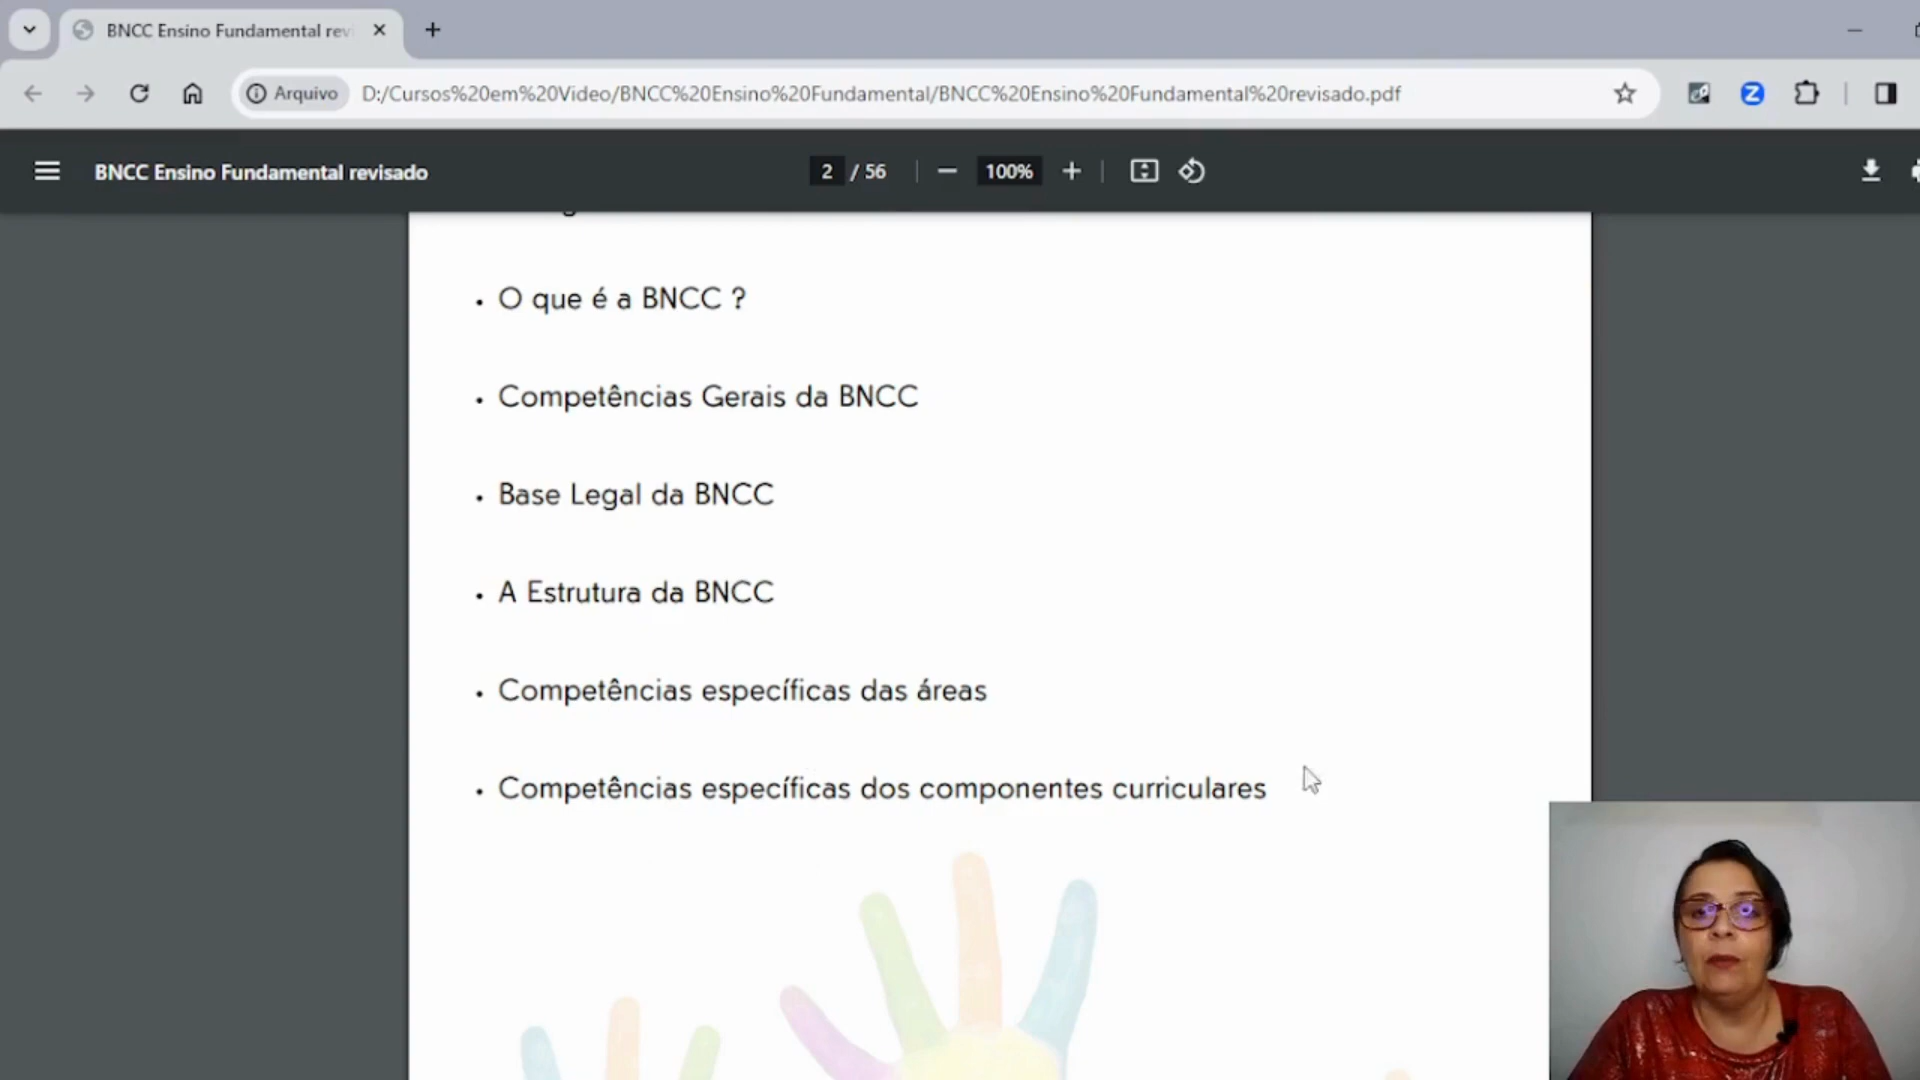 BNCC Ensino Fundamental rev
Arquivo
D:/Cursos%20em%20Video/BNCC%20Ensino%20Fundamental/BNCC%20Ensino%20Fundamental%20revisado.pdf
BNCC Ensino Fundamental revisado
2 / 56
100%
• O que é a BNCC ?
• Competências Gerais da BNCC
• Base Legal da BNCC
• A Estrutura da BNCC
• Competências específicas das áreas
• Competências específicas dos componentes curriculares